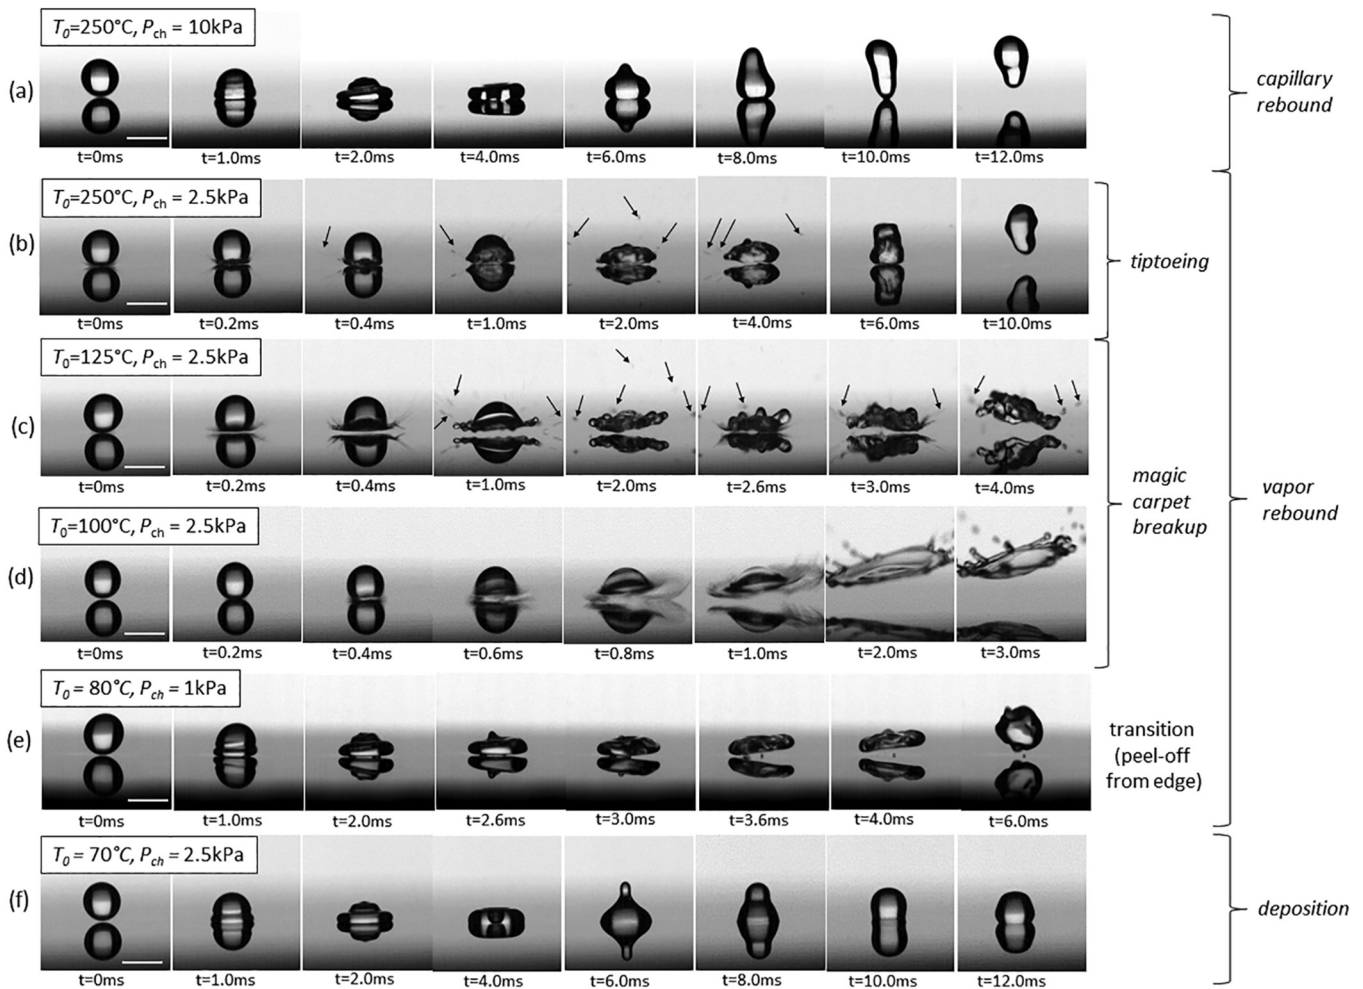 T₀=250°C, P_ch = 10kPa
(a)
t=0ms t=1.0ms t=2.0ms t=4.0ms t=6.0ms t=8.0ms t=10.0ms t=12.0ms
capillary
rebound
T₀=250°C, P_ch = 2.5kPa
(b)
t=0ms t=0.2ms t=0.4ms t=1.0ms t=2.0ms t=4.0ms t=6.0ms t=10.0ms
tiptoeing
T₀=125°C, P_ch = 2.5kPa
(c)
t=0ms t=0.2ms t=0.4ms t=1.0ms t=2.0ms t=2.6ms t=3.0ms t=4.0ms
magic
carpet
breakup
vapor
rebound
T₀=100°C, P_ch = 2.5kPa
(d)
t=0ms t=0.2ms t=0.4ms t=0.6ms t=0.8ms t=1.0ms t=2.0ms t=3.0ms
T₀ = 80°C, P_ch = 1kPa
(e)
t=0ms t=1.0ms t=2.0ms t=2.6ms t=3.0ms t=3.6ms t=4.0ms t=6.0ms
transition
(peel-off
from edge)
T₀ = 70°C, P_ch = 2.5kPa
(f)
t=0ms t=1.0ms t=2.0ms t=4.0ms t=6.0ms t=8.0ms t=10.0ms t=12.0ms
deposition